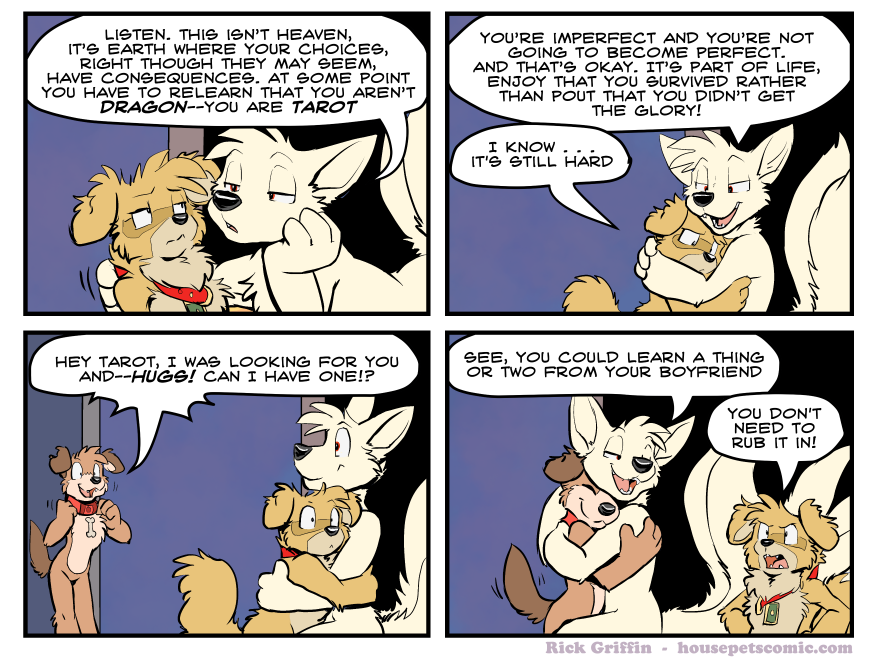 LISTEN. THIS ISN'T HEAVEN,
IT'S EARTH WHERE YOUR CHOICES,
RIGHT THOUGH THEY MAY SEEM,
HAVE CONSEQUENCES. AT SOME POINT
YOU HAVE TO RELEARN THAT YOU AREN'T
DRAGON--YOU ARE TAROT
YOU'RE IMPERFECT AND YOU'RE NOT
GOING TO BECOME PERFECT.
AND THAT'S OKAY. IT'S PART OF LIFE,
ENJOY THAT YOU SURVIVED RATHER
THAN POUT THAT YOU DIDN'T GET
THE GLORY!
I KNOW . . .
IT'S STILL HARD
HEY TAROT, I WAS LOOKING FOR YOU
AND--HUGS! CAN I HAVE ONE!?
SEE, YOU COULD LEARN A THING
OR TWO FROM YOUR BOYFRIEND
YOU DON'T
NEED TO
RUB IT IN!
Rick Griffin - housepetscomic.com